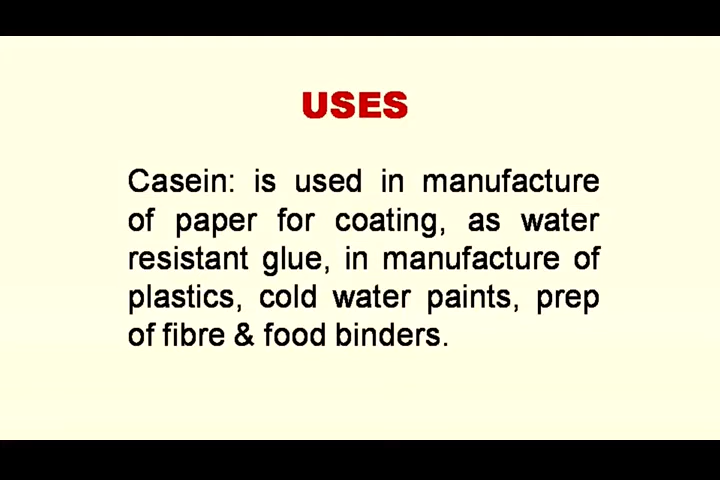 USES
Casein: is used in manufacture
of paper for coating, as water
resistant glue, in manufacture of
plastics, cold water paints, prep
of fibre & food binders.